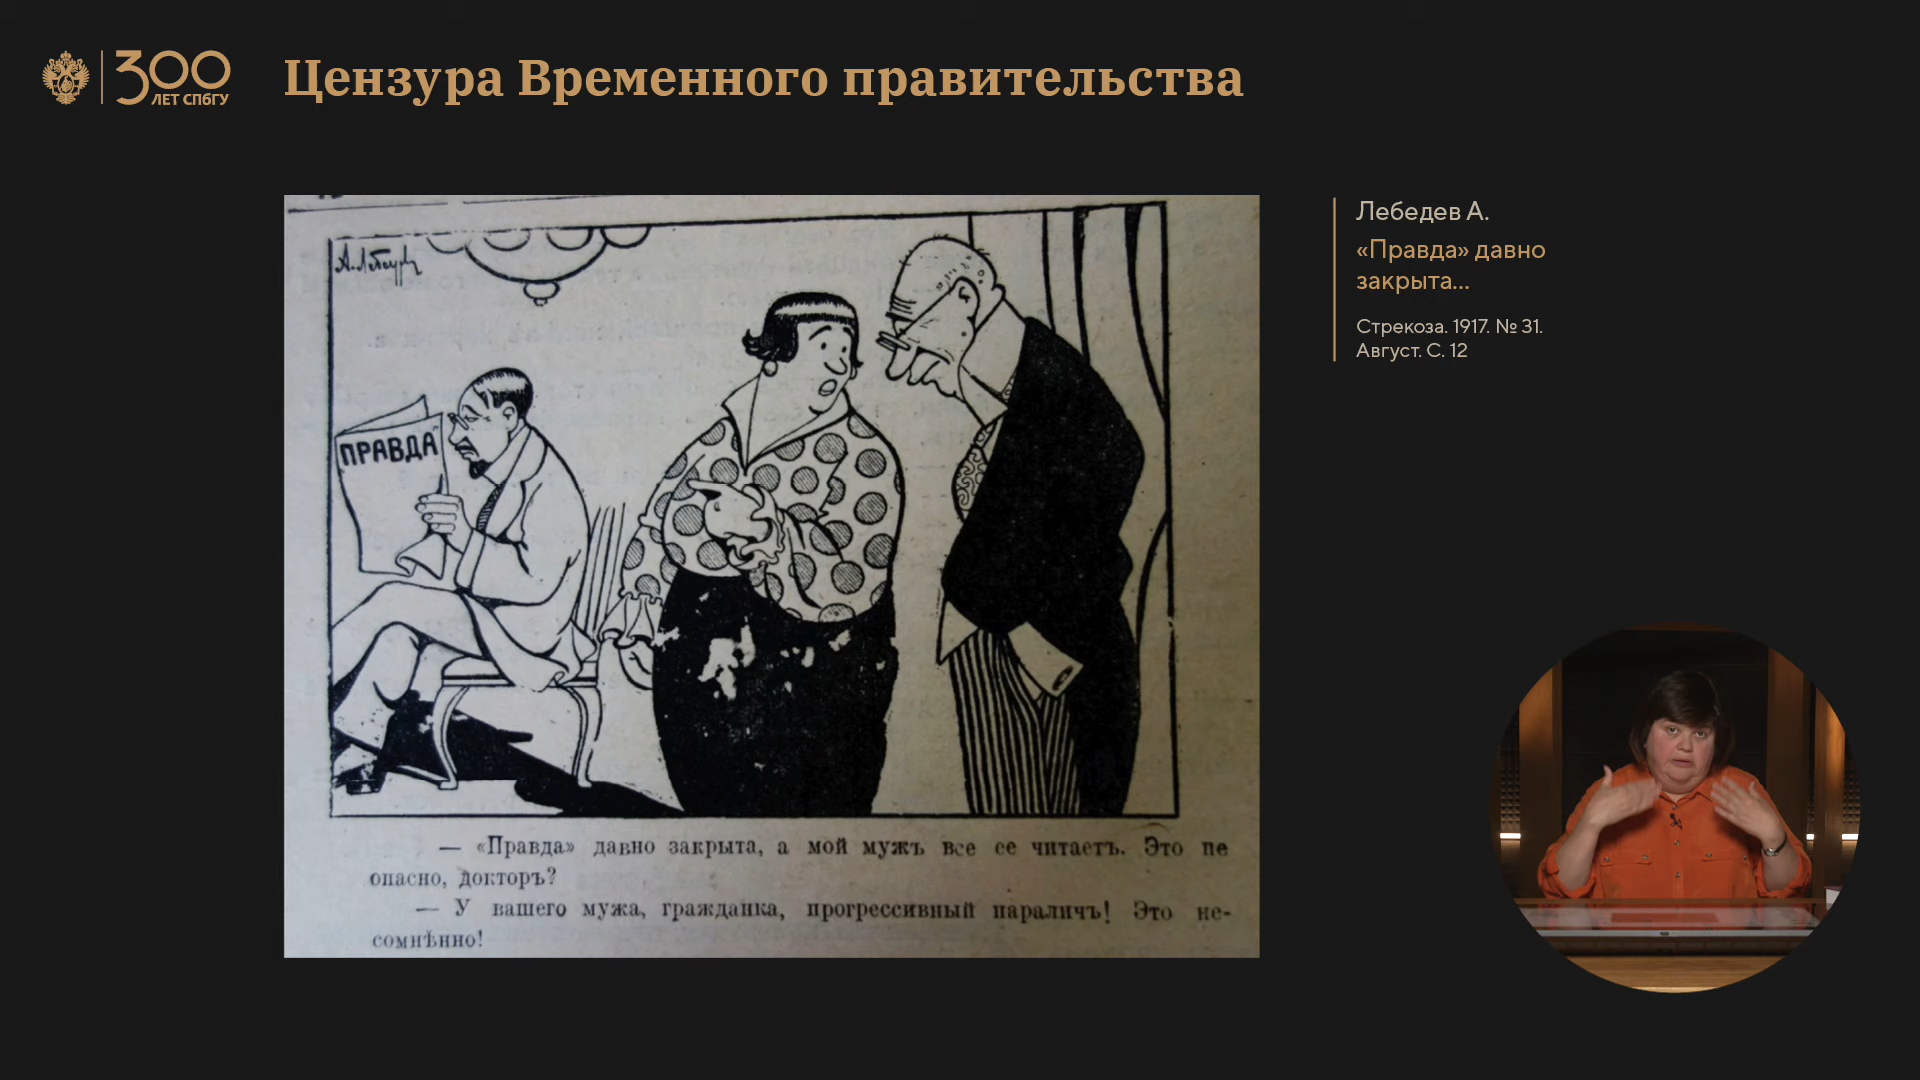 300
ЛЕТ СПБГУ
Цензура Временного правительства
Лебедев А.
«Правда» давно
закрыта...
Стрекоза. 1917. № 31.
Август. С. 12
ПРАВДА
— «Правда» давно закрыта, а мой мужъ все ее читаетъ. Это не
опасно, докторъ?
— У вашего мужа, гражданка, прогрессивный параличъ! Это не-
сомнѣнно!